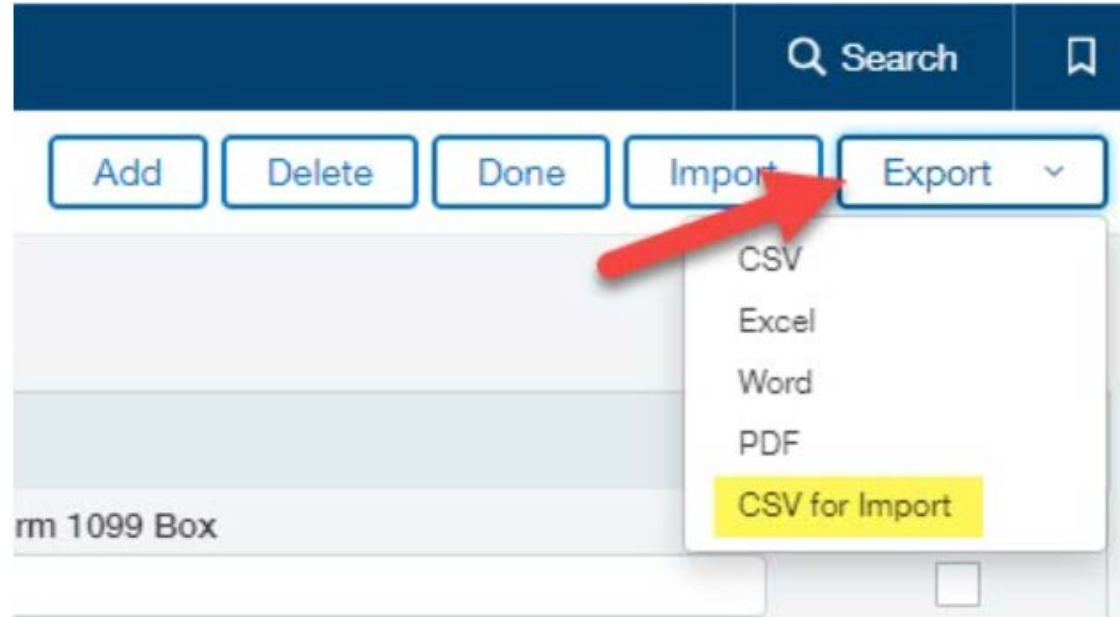 Search
Add Delete Done Import Export
CSV
Excel
Word
PDF
CSV for Import
rm 1099 Box